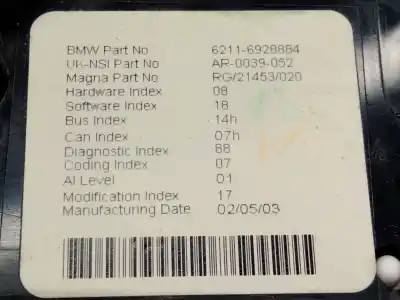 BMW Part No 6211-6928884
UK-NSI Part No AR-0039-052
Magna Part No RG/21453/020
Hardware Index 08
Software Index 18
Bus Index 14h
Can Index 07h
Diagnostic Index 88
Coding Index 07
AI Level 01
Modification Index 17
Manufacturing Date 02/05/03